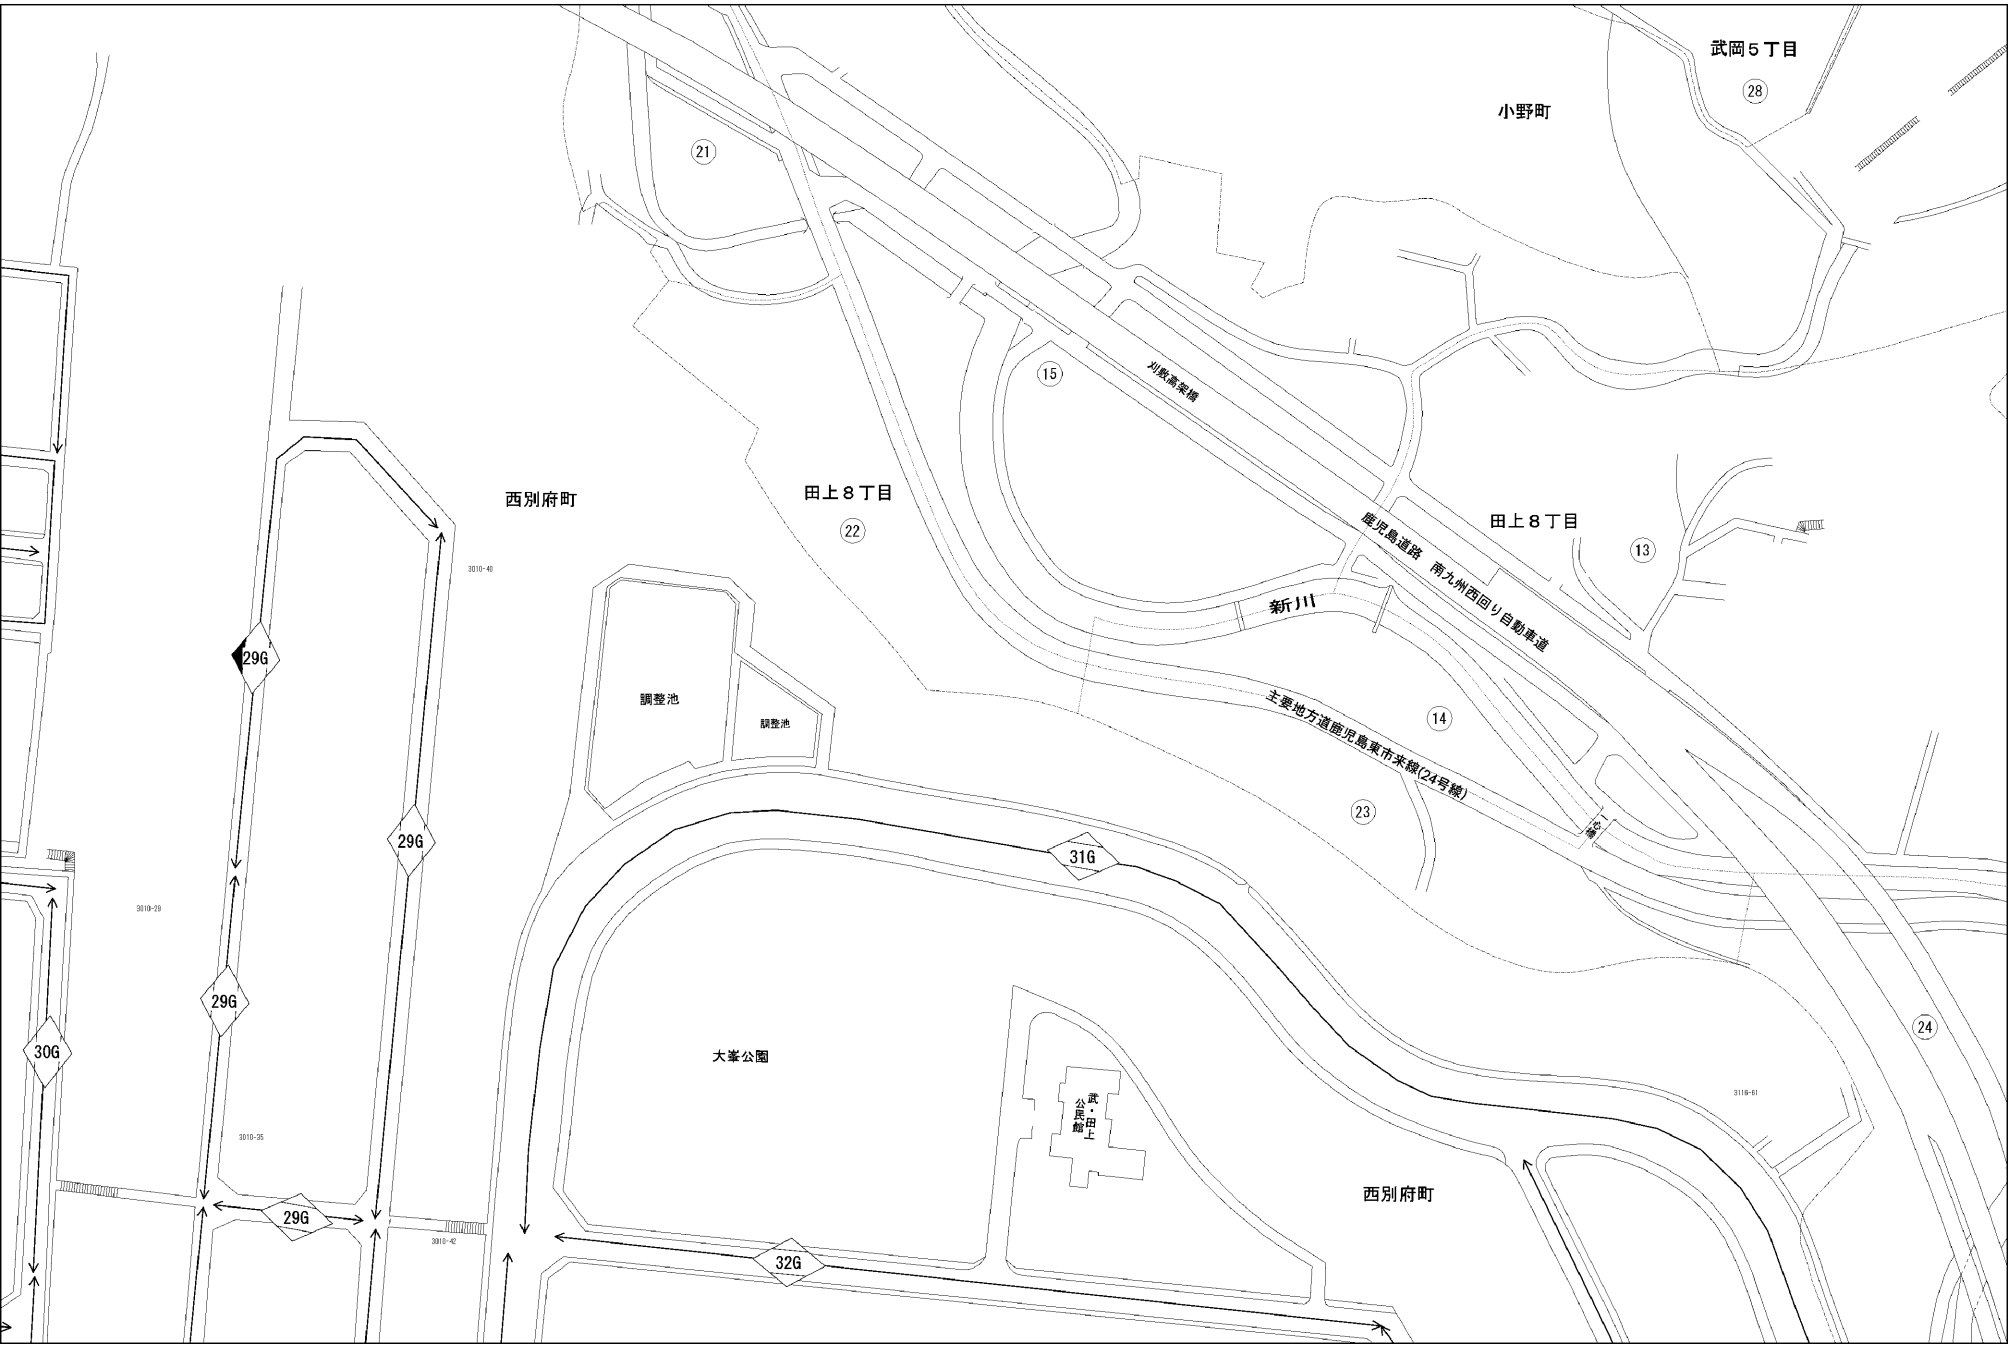 武岡5丁目
28
小野町
21
15
刈敷高架橋
西別府町
田上8丁目
22
鹿児島道路 南九州西回り自動車道
田上8丁目
13
3010-40
新川
29G
調整池
調整池
主要地方道鹿児島東市来線(24号線)
14
23
一心橋
29G
31G
3010-29
29G
30G
大峯公園
24
武・田上
公民館
3116-61
3010-35
西別府町
29G
3010-42
32G